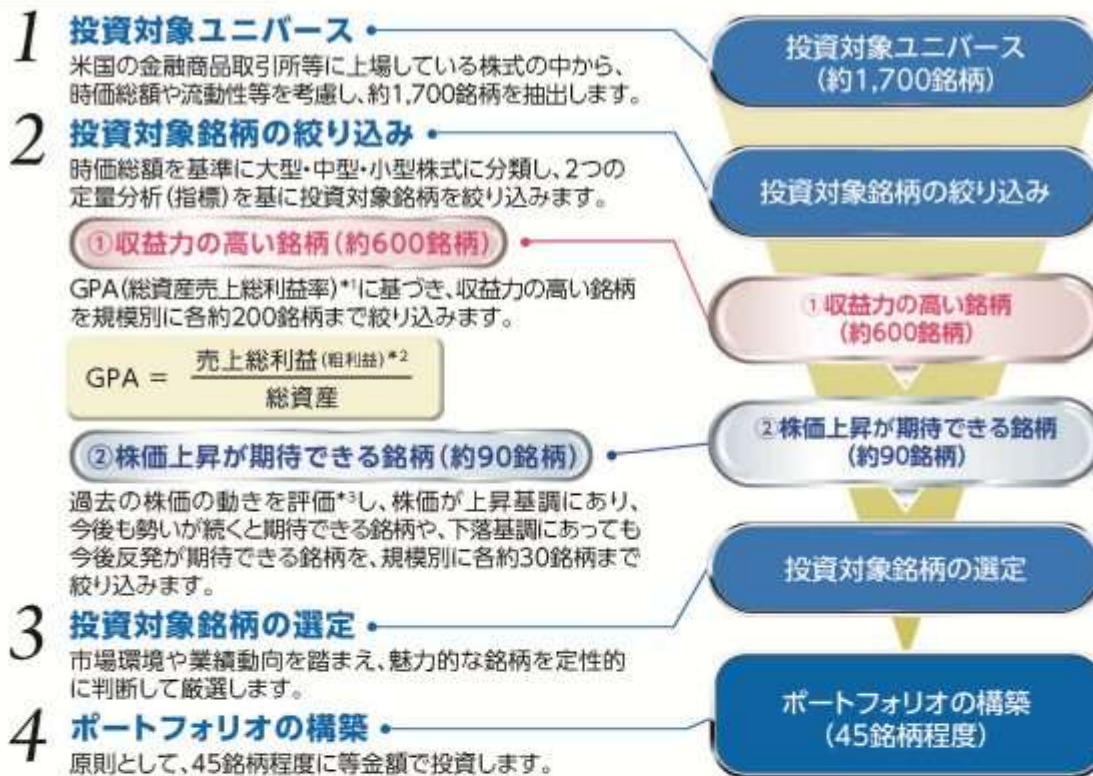 1 投資対象ユニバース
米国の金融商品取引所等に上場している株式の中から、
時価総額や流動性等を考慮し、約1,700銘柄を抽出します。
2 投資対象銘柄の絞り込み
時価総額を基準に大型・中型・小型株式に分類し、2つの
定量分析(指標)を基に投資対象銘柄を絞り込みます。
①収益力の高い銘柄(約600銘柄)
GPA(総資産売上総利益率)*1に基づき、収益力の高い銘柄
を規模別に各約200銘柄まで絞り込みます。
GPA = 売上総利益(粗利益)*2
総資産
②株価上昇が期待できる銘柄(約90銘柄)
過去の株価の動きを評価*3し、株価が上昇基調にあり、
今後も勢いが続くと期待できる銘柄や、下落基調にあっても
今後反発が期待できる銘柄を、規模別に各約30銘柄まで
絞り込みます。
3 投資対象銘柄の選定
市場環境や業績動向を踏まえ、魅力的な銘柄を定性的
に判断して厳選します。
4 ポートフォリオの構築
原則として、45銘柄程度に等金額で投資します。
投資対象ユニバース
(約1,700銘柄)
投資対象銘柄の絞り込み
①収益力の高い銘柄
(約600銘柄)
②株価上昇が期待できる銘柄
(約90銘柄)
投資対象銘柄の選定
ポートフォリオの構築
(45銘柄程度)